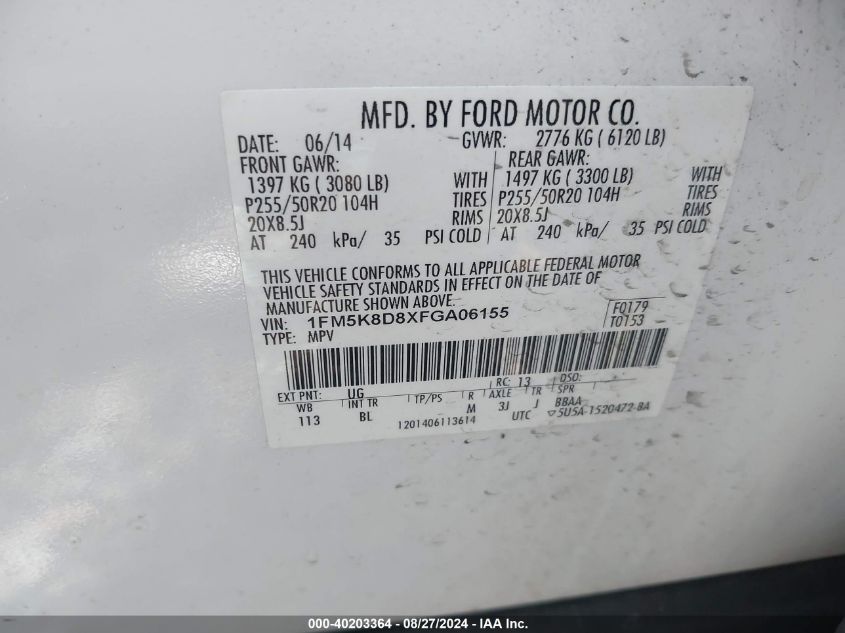 MFD. BY FORD MOTOR CO.
DATE: 06/14 GVWR: 2776 KG ( 6120 LB)
FRONT GAWR: REAR GAWR:
1397 KG ( 3080 LB) WITH 1497 KG ( 3300 LB) WITH
P255/50R20 104H TIRES P255/50R20 104H TIRES
20X8.5J RIMS 20X8.5J RIMS
AT 240 kPa/ 35 PSI COLD AT 240 kPa/ 35 PSI COLD
THIS VEHICLE CONFORMS TO ALL APPLICABLE FEDERAL MOTOR
VEHICLE SAFETY STANDARDS IN EFFECT ON THE DATE OF
MANUFACTURE SHOWN ABOVE.
VIN: 1FM5K8D8XFGA06155 F0179
TYPE: MPV T0153
RC: 13 DSO:
EXT PNT: UG
WB INT TR TP/PS R AXLE TR SPR
113 BL M 3J J BBAA
1201406113614 UTC ▽5U5A-1520472-BA
000-40203364 - 08/27/2024 - IAA Inc.